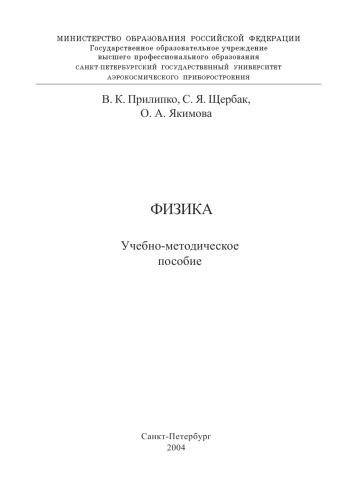 МИНИСТЕРСТВО ОБРАЗОВАНИЯ РОССИЙСКОЙ ФЕДЕРАЦИИ
Государственное образовательное учреждение
высшего профессионального образования
САНКТ-ПЕТЕРБУРГСКИЙ ГОСУДАРСТВЕННЫЙ УНИВЕРСИТЕТ
АЭРОКОСМИЧЕСКОГО ПРИБОРОСТРОЕНИЯ
В. К. Прилипко, С. Я. Щербак,
О. А. Якимова
ФИЗИКА
Учебно-методическое
пособие
Санкт-Петербург
2004